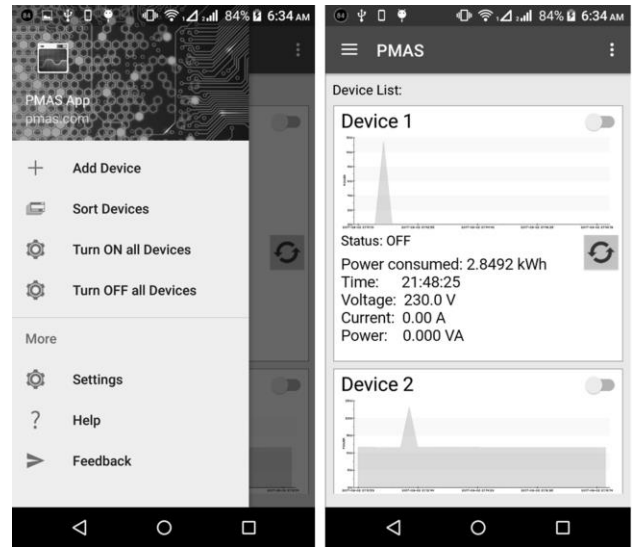 84% 6:34 AM
PMAS App
pmas.com
Add Device
Sort Devices
Turn ON all Devices
Turn OFF all Devices
More
Settings
Help
Feedback
84 84% 6:34 AM
PMAS
Device List:
Device 1
Status: OFF
Power consumed: 2.8492 kWh
Time: 21:48:25
Voltage: 230.0 V
Current: 0.00 A
Power: 0.000 VA
Device 2